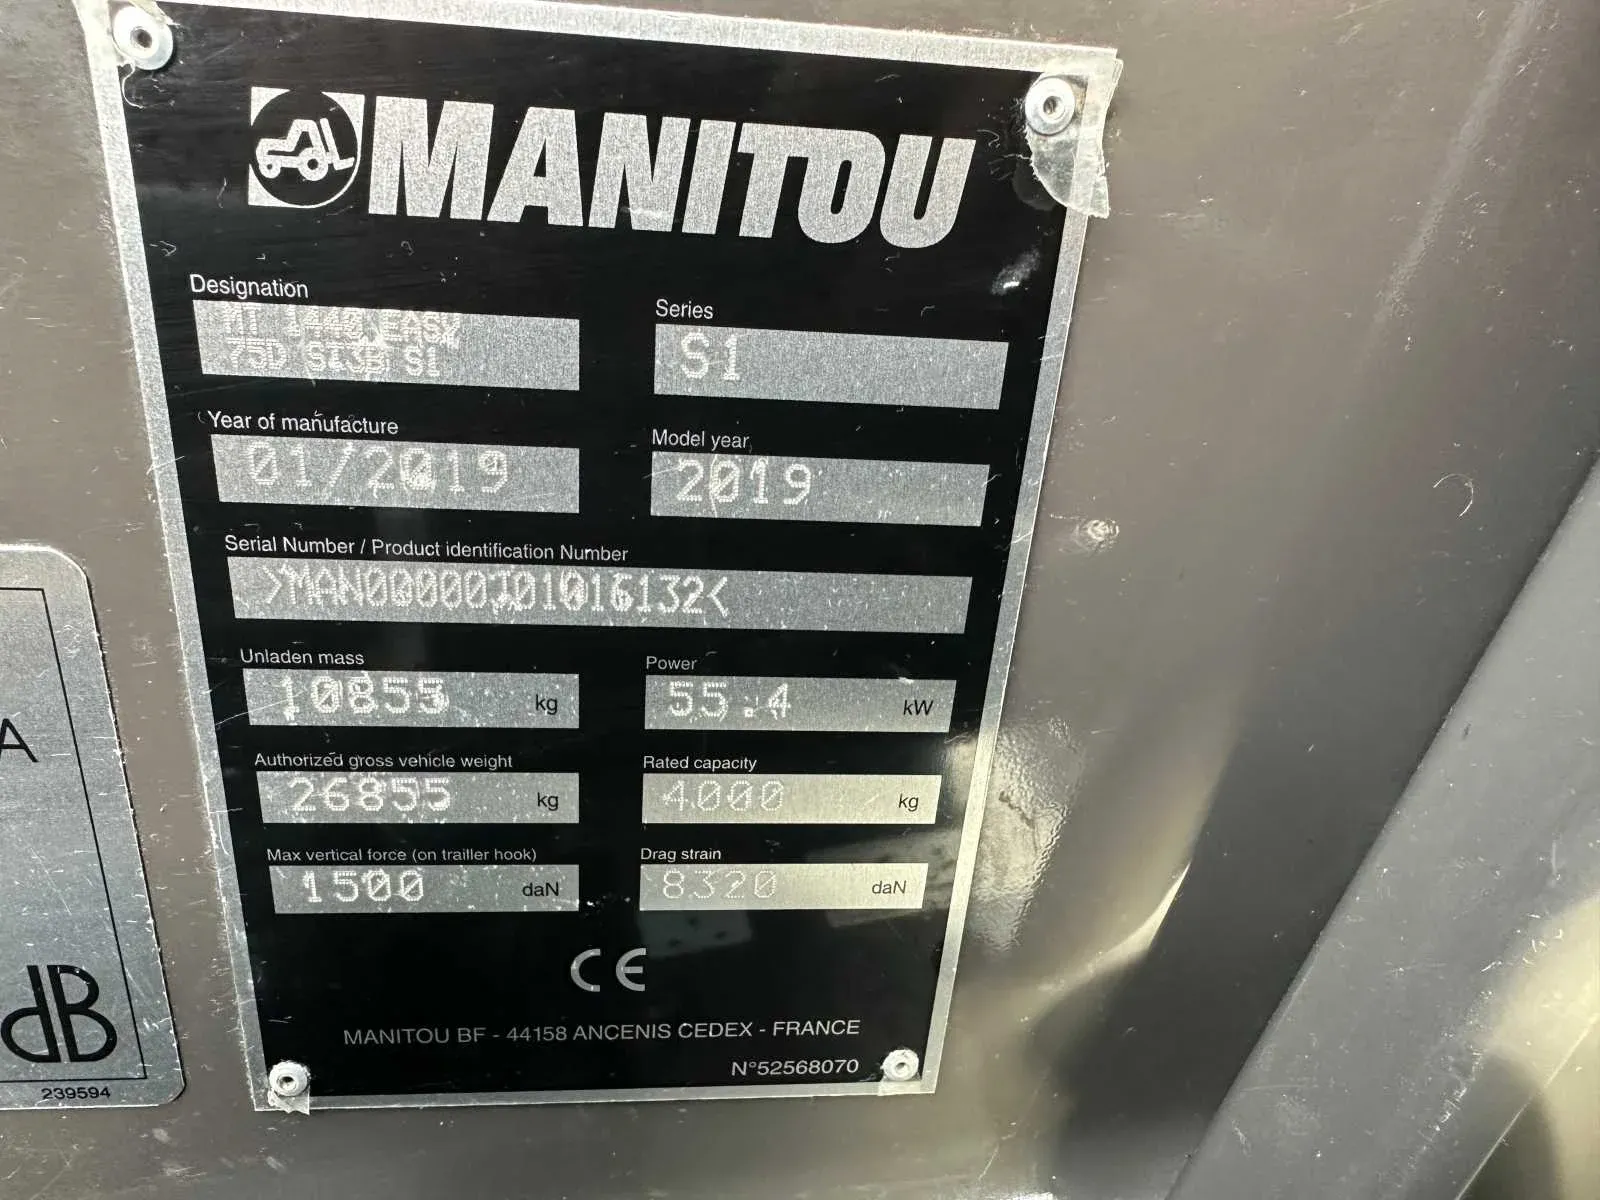 MANITOU
Designation
MT 1440 EASY
75D ST3B S1
Series
S1
Year of manufacture
01/2019
Model year
2019
Serial Number / Product identification Number
>MAN00000J01016132<
Unladen mass
10855 kg
Power
55.4 kW
Authorized gross vehicle weight
26855 kg
Rated capacity
4000 kg
Max vertical force (on trailler hook)
1500 daN
Drag strain
8320 daN
CE
MANITOU BF - 44158 ANCENIS CEDEX - FRANCE
N°52568070
A
dB
239594